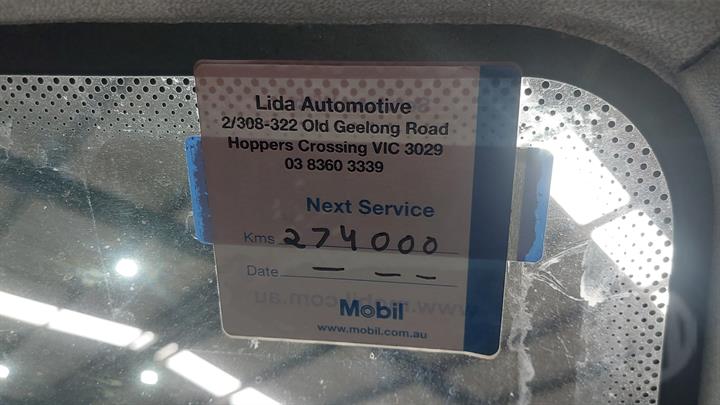 Lida Automotive
2/308-322 Old Geelong Road
Hoppers Crossing VIC 3029
03 8360 3339
Next Service
Kms 274000
Date — — —
Mobil
www.mobil.com.au